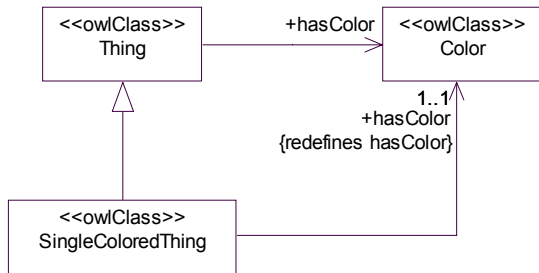 <<owlClass>>
Thing
+hasColor
<<owlClass>>
Color
1..1
+hasColor
{redefines hasColor}
<<owlClass>>
SingleColoredThing